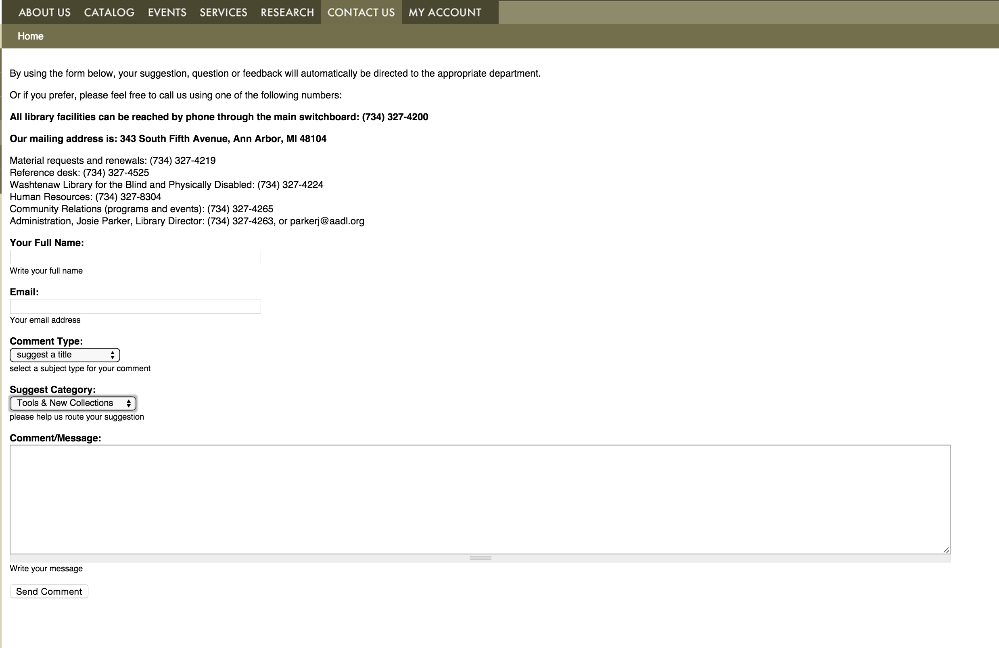 ABOUT US CATALOG EVENTS SERVICES RESEARCH CONTACT US MY ACCOUNT
Home
By using the form below, your suggestion, question or feedback will automatically be directed to the appropriate department.
Or if you prefer, please feel free to call us using one of the following numbers:
All library facilities can be reached by phone through the main switchboard: (734) 327-4200
Our mailing address is: 343 South Fifth Avenue, Ann Arbor, MI 48104
Material requests and renewals: (734) 327-4219
Reference desk: (734) 327-4525
Washtenaw Library for the Blind and Physically Disabled: (734) 327-4224
Human Resources: (734) 327-8304
Community Relations (programs and events): (734) 327-4265
Administration, Josie Parker, Library Director: (734) 327-4263, or parkerj@aadl.org
Your Full Name:
Write your full name
Email:
Your email address
Comment Type:
suggest a title
select a subject type for your comment
Suggest Category:
Tools & New Collections
please help us route your suggestion
Comment/Message:
Write your message
Send Comment